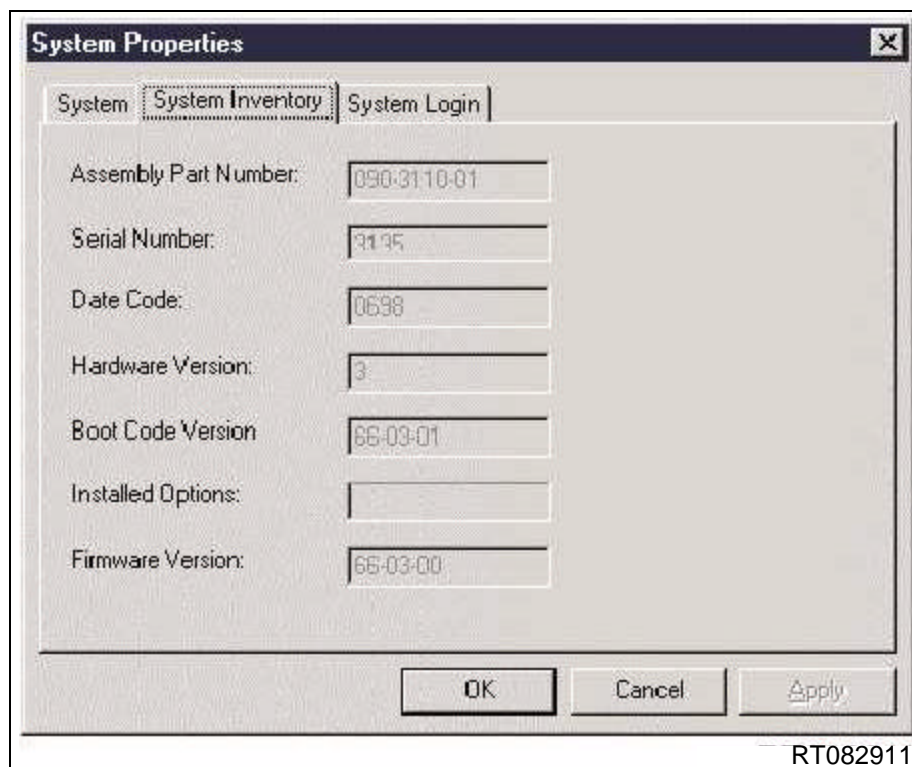 System Properties
System System Inventory System Login
Assembly Part Number: 090-3110-01
Serial Number: 3135
Date Code: 0698
Hardware Version: 3
Boot Code Version 66-03-01
Installed Options:
Firmware Version: 66-03-00
OK Cancel Apply
RT082911